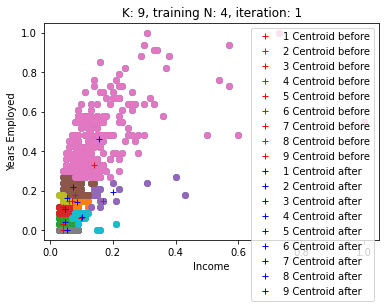 K: 9, training N: 4, iteration: 1
Years Employed
1.0
0.8
0.6
0.4
0.2
0.0
0.0
0.2
0.4
0.6
0.8
1.0
Income
1 Centroid before
2 Centroid before
3 Centroid before
4 Centroid before
5 Centroid before
6 Centroid before
7 Centroid before
8 Centroid before
9 Centroid before
1 Centroid after
2 Centroid after
3 Centroid after
4 Centroid after
5 Centroid after
6 Centroid after
7 Centroid after
8 Centroid after
9 Centroid after